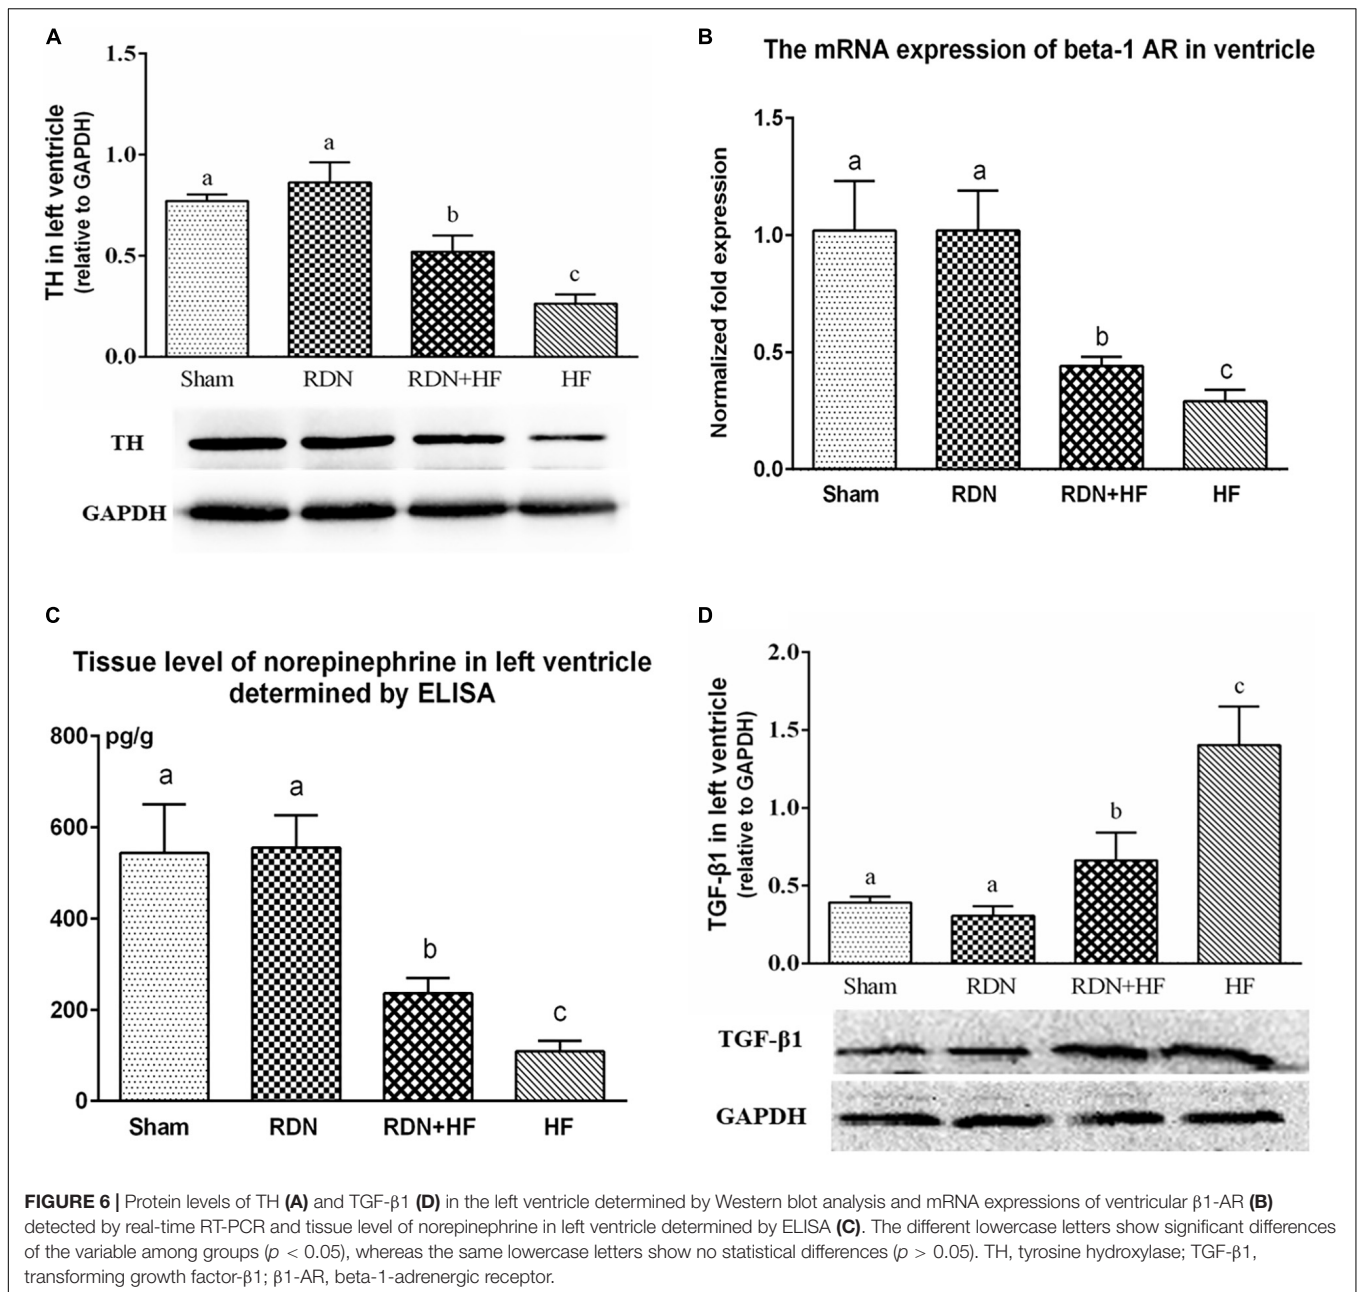 A
1.5
1.0
0.5
0.0
TH in left ventricle
(relative to GAPDH)
a
a
b
c
Sham RDN RDN+HF HF
TH
GAPDH
B
The mRNA expression of beta-1 AR in ventricle
1.5
1.0
0.5
0.0
Normalized fold expression
a
a
b
c
Sham RDN RDN+HF HF
C
Tissue level of norepinephrine in left ventricle
determined by ELISA
800
600
400
200
0
pg/g
a
a
b
c
Sham RDN RDN+HF HF
D
2.0
1.5
1.0
0.5
0.0
TGF-β1 in left ventricle
(relative to GAPDH)
a
a
b
c
Sham RDN RDN+HF HF
TGF-β1
GAPDH
FIGURE 6 | Protein levels of TH (A) and TGF-β1 (D) in the left ventricle determined by Western blot analysis and mRNA expressions of ventricular β1-AR (B)
detected by real-time RT-PCR and tissue level of norepinephrine in left ventricle determined by ELISA (C). The different lowercase letters show significant differences
of the variable among groups (p < 0.05), whereas the same lowercase letters show no statistical differences (p > 0.05). TH, tyrosine hydroxylase; TGF-β1,
transforming growth factor-β1; β1-AR, beta-1-adrenergic receptor.